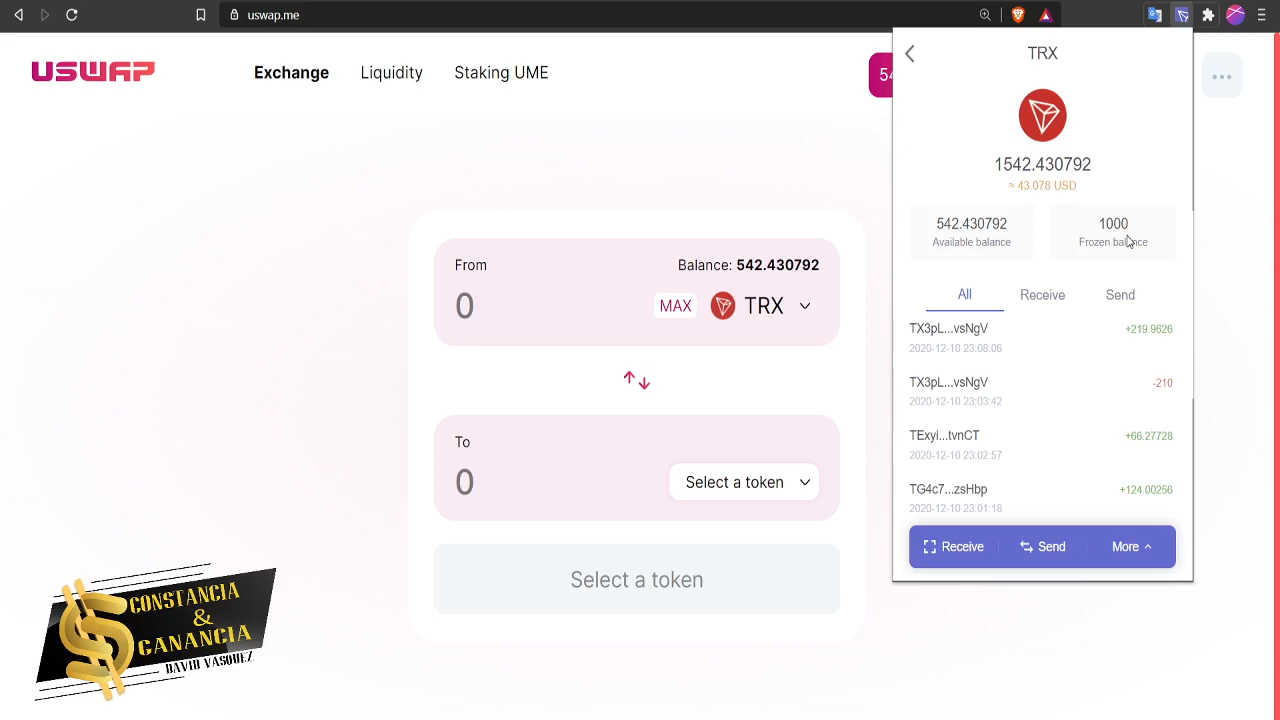 uswap.me
USWAP
Exchange
Liquidity
Staking UME
54
From
Balance: 542.430792
0
MAX
TRX
To
0
Select a token
Select a token
TRX
1542.430792
≈ 43.078 USD
542.430792
Available balance
1000
Frozen balance
All
Receive
Send
TX3pL...vsNgV
+219.9626
2020-12-10 23:08:06
TX3pL...vsNgV
-210
2020-12-10 23:03:42
TExyi...tvnCT
+66.27728
2020-12-10 23:02:57
TG4c7...zsHbp
+124.00256
2020-12-10 23:01:18
Receive
Send
More
CONSTANCIA
&
GANANCIA
DAVID VASQUEZ